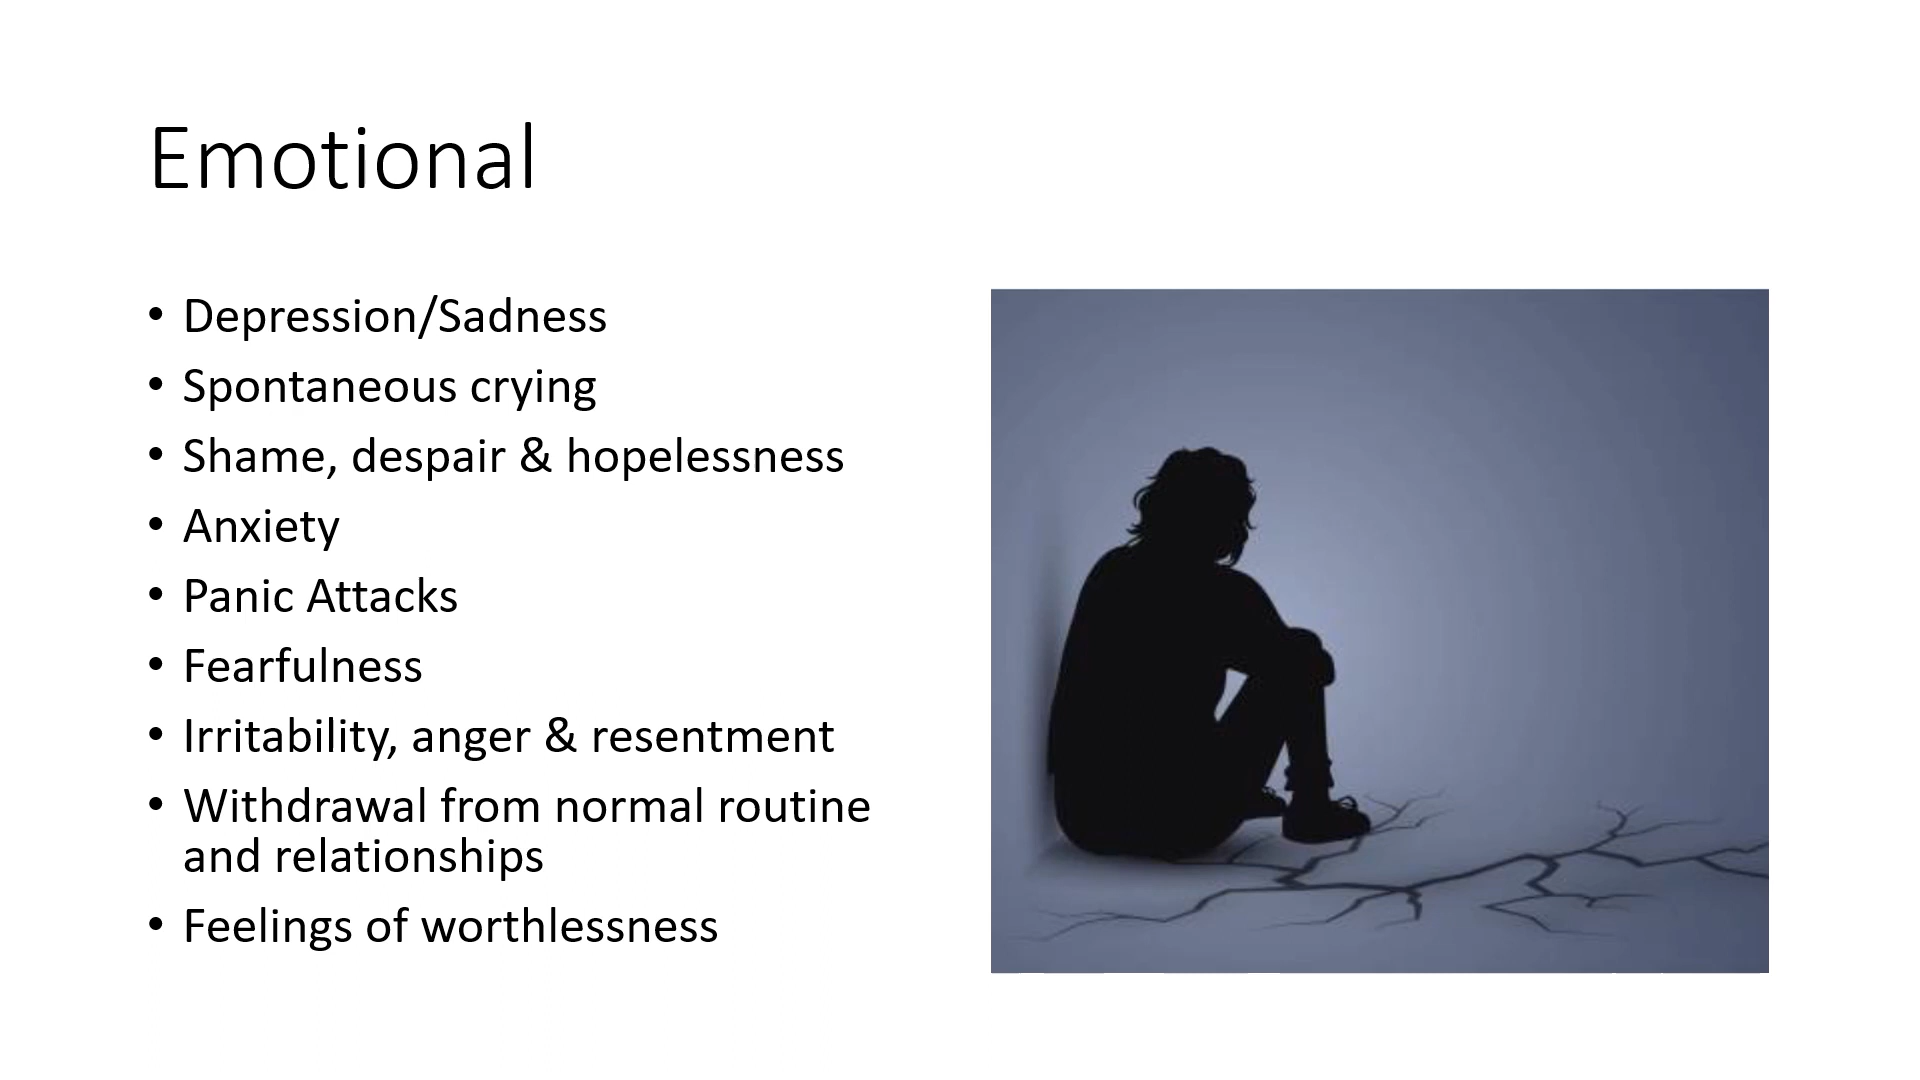 Emotional
• Depression/Sadness
• Spontaneous crying
• Shame, despair & hopelessness
• Anxiety
• Panic Attacks
• Fearfulness
• Irritability, anger & resentment
• Withdrawal from normal routine
and relationships
• Feelings of worthlessness